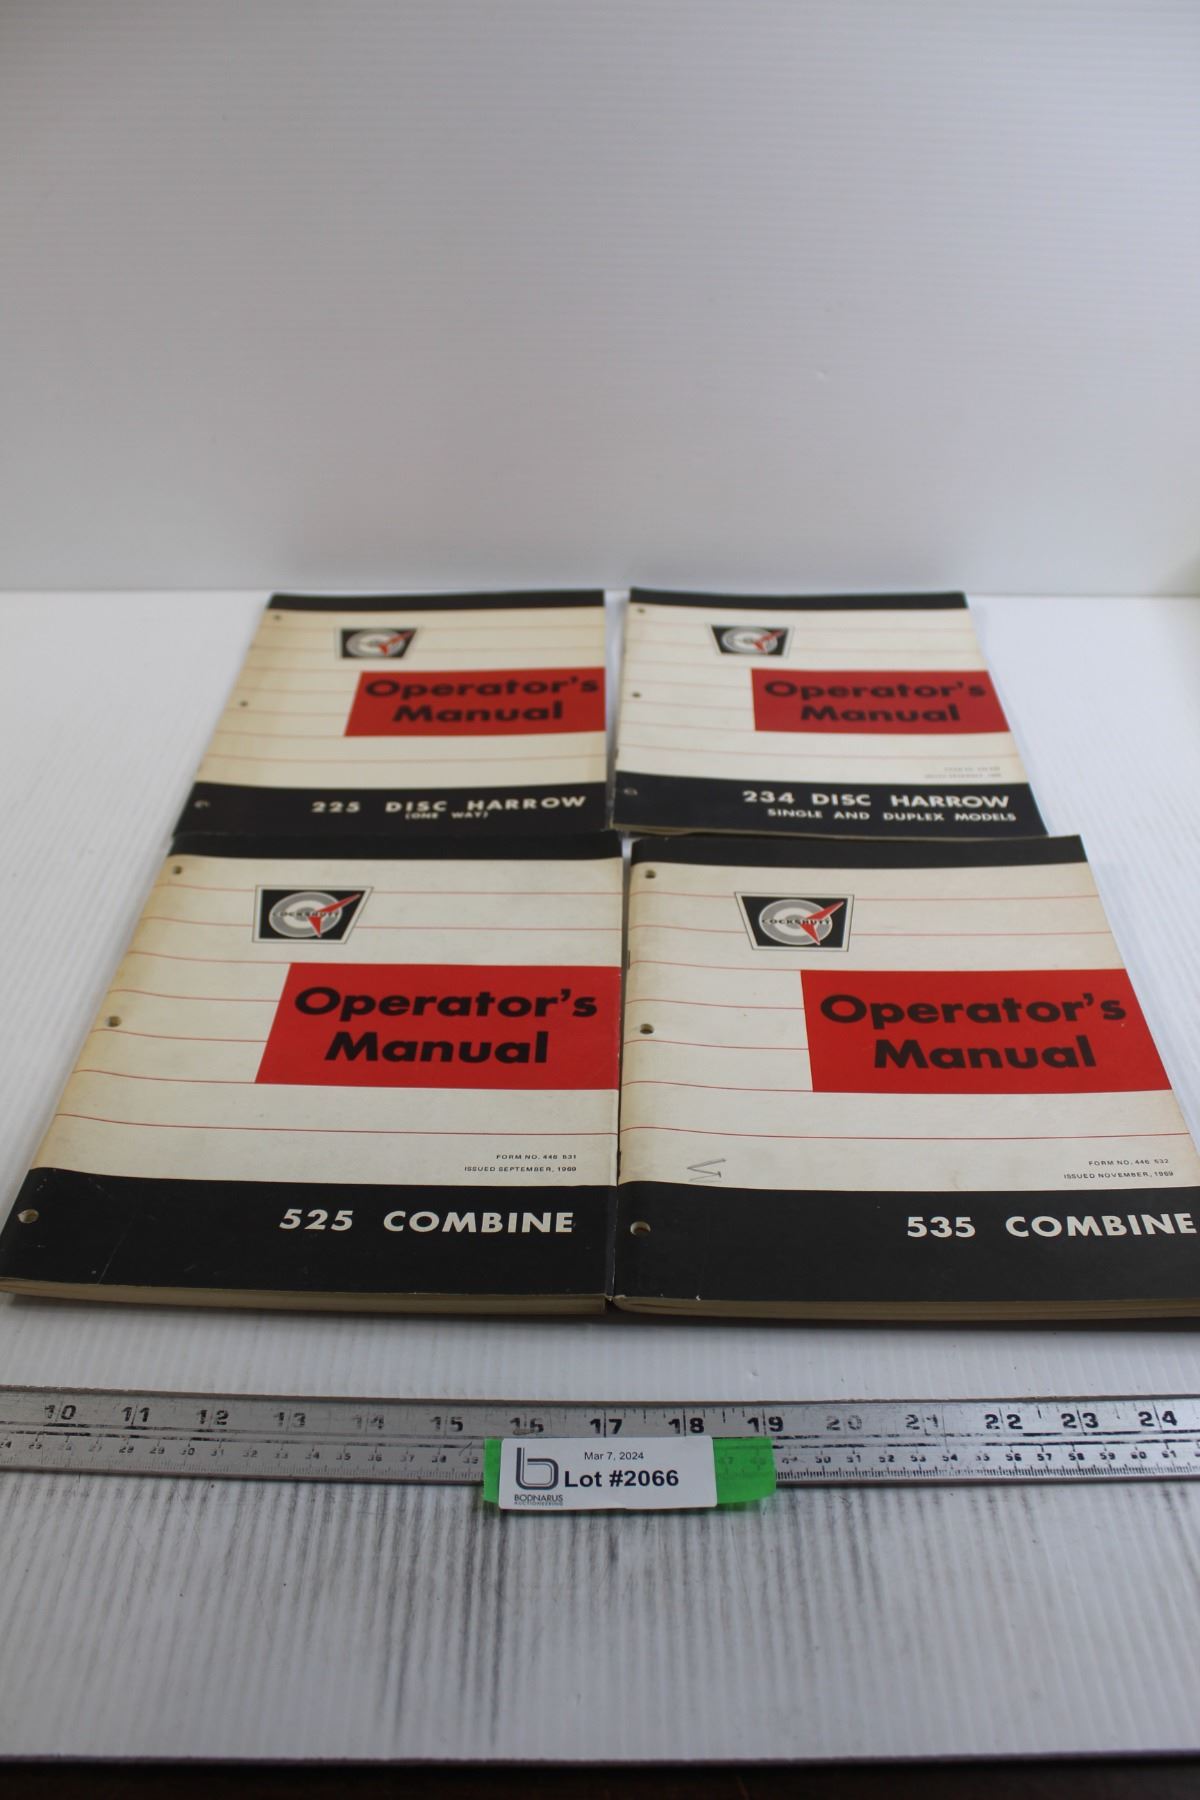 Operator's
Manual
225 DISC HARROW
(ONE WAY)
Operator's
Manual
234 DISC HARROW
SINGLE AND DUPLEX MODELS
COCKSHUTT
Operator's
Manual
FORM NO. 446 531
ISSUED SEPTEMBER, 1969
525 COMBINE
COCKSHUTT
Operator's
Manual
FORM NO. 446 532
ISSUED NOVEMBER, 1969
535 COMBINE
10 11 12 13 14 15 16 17 18 19 20 21 22 23 24
Mar 7, 2024
Lot #2066
BODNARUS
AUCTIONEERING